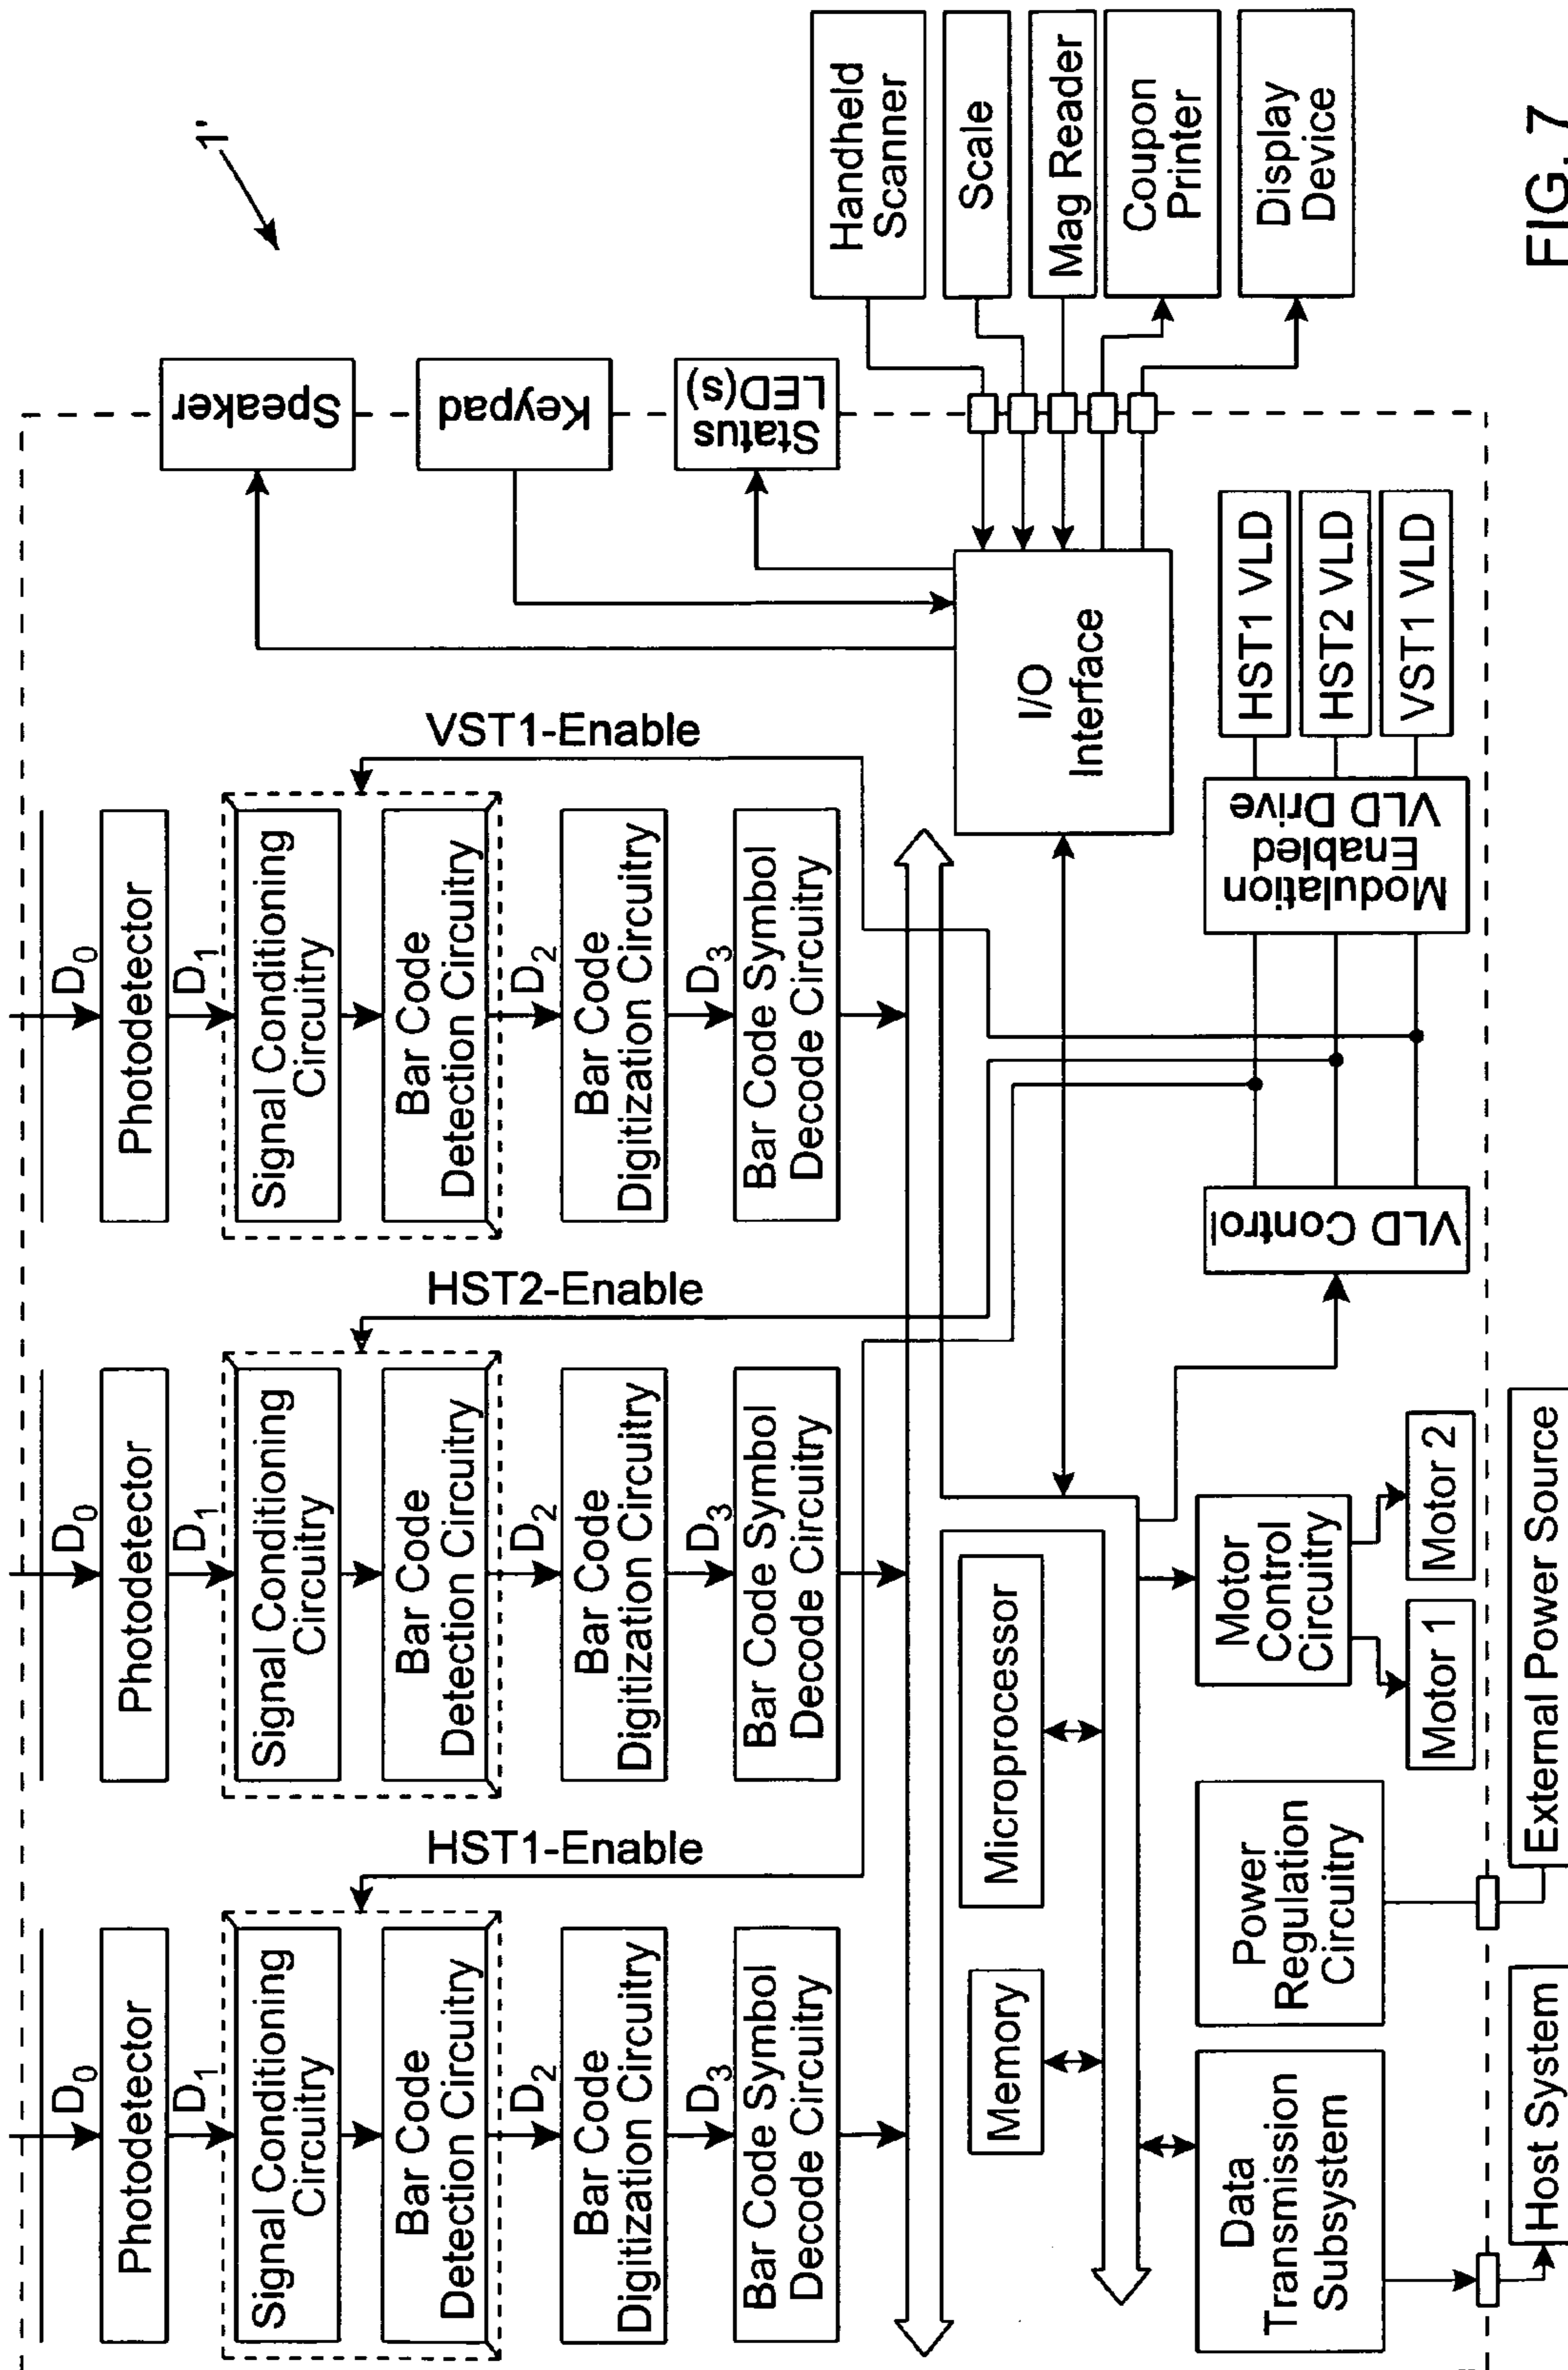 1'
D0
Photodetector
D1
Signal Conditioning
Circuitry
Bar Code
Detection Circuitry
D2
Bar Code
Digitization Circuitry
D3
Bar Code Symbol
Decode Circuitry
HST1-Enable
D0
Photodetector
D1
Signal Conditioning
Circuitry
Bar Code
Detection Circuitry
D2
Bar Code
Digitization Circuitry
D3
Bar Code Symbol
Decode Circuitry
HST2-Enable
D0
Photodetector
D1
Signal Conditioning
Circuitry
Bar Code
Detection Circuitry
D2
Bar Code
Digitization Circuitry
D3
Bar Code Symbol
Decode Circuitry
VST1-Enable
Speaker
Keypad
Status
LED(s)
Handheld
Scanner
Scale
Mag Reader
Coupon
Printer
Display
Device
I/O
Interface
Memory
Microprocessor
Data
Transmission
Subsystem
Power
Regulation
Circuitry
Motor
Control
Circuitry
Motor 1
Motor 2
VLD Control
Modulation
Enabled
VLD Drive
HST1 VLD
HST2 VLD
VST1 VLD
Host System
External Power Source
FIG. 7